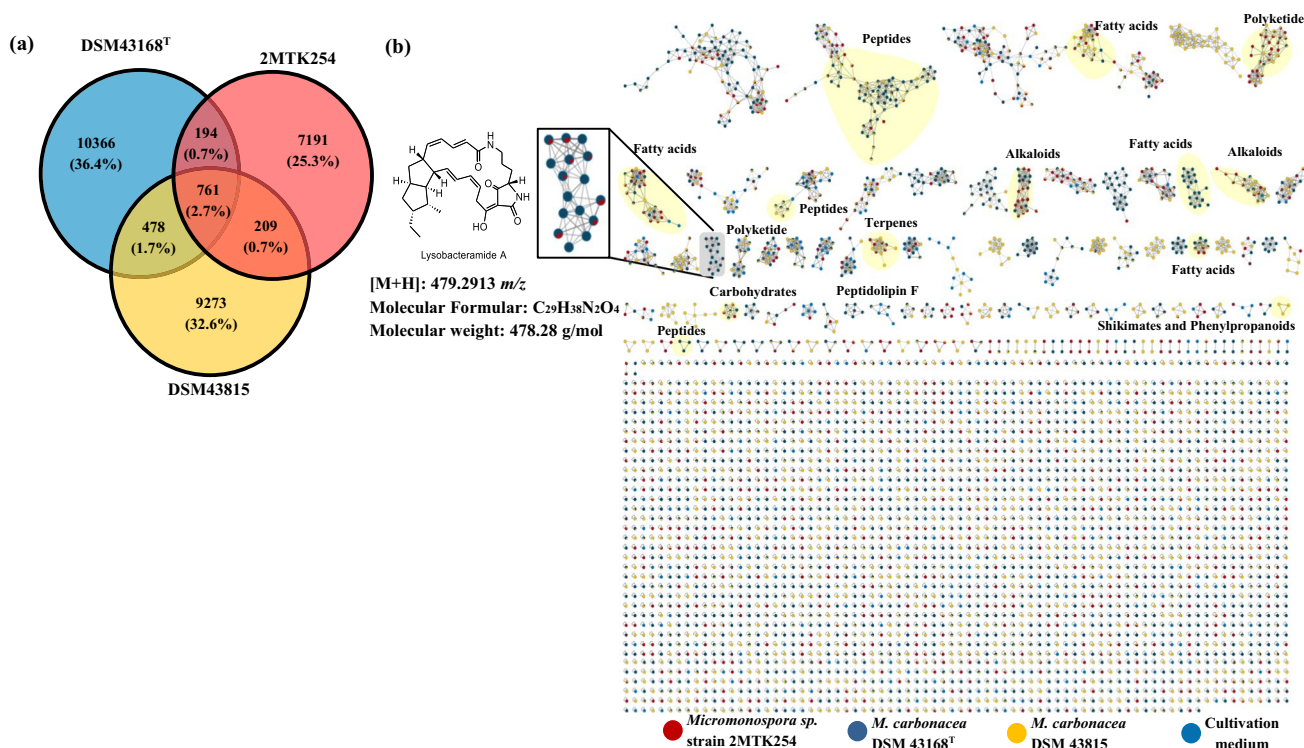 (a)
DSM43168T
2MTK254
10366
(36.4%)
194
(0.7%)
7191
(25.3%)
761
(2.7%)
478
(1.7%)
209
(0.7%)
9273
(32.6%)
DSM43815
(b)
H
N
O
H
H
H
H
O
NH
O
OH
Lysobacteramide A
[M+H]: 479.2913 m/z
Molecular Formular: C29H38N2O4
Molecular weight: 478.28 g/mol
Peptides
Fatty acids
Polyketide
Fatty acids
Alkaloids
Fatty acids
Alkaloids
Peptides
Terpenes
Polyketide
Fatty acids
Carbohydrates
Peptidolipin F
Shikimates and Phenylpropanoids
Peptides
Micromonospora sp.
strain 2MTK254
M. carbonacea
DSM 43168T
M. carbonacea
DSM 43815
Cultivation
medium